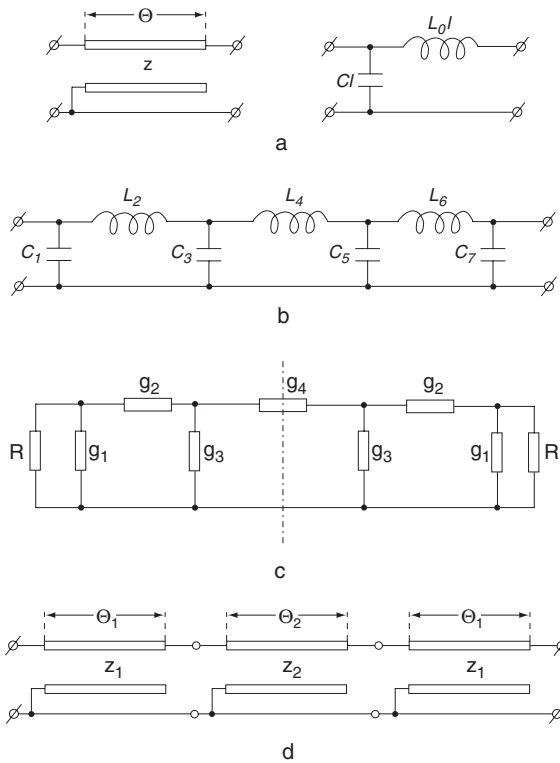 Θ
L₀l
z
Cl
a
L₂ L₄ L₆
C₁ C₃ C₅ C₇
b
g₂ g₄ g₂
R g₁ g₃ g₃ g₁ R
c
Θ₁ Θ₂ Θ₁
z₁ z₂ z₁
d